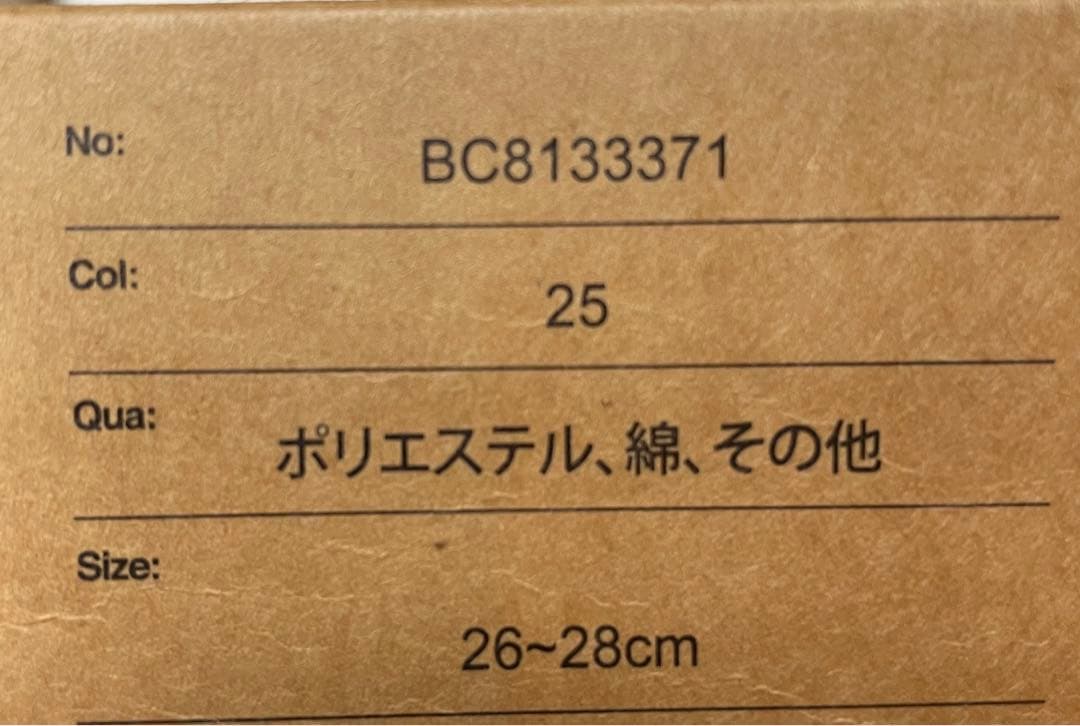 No: BC8133371
Col: 25
Qua: ポリエステル、綿、その他
Size:
26~28cm